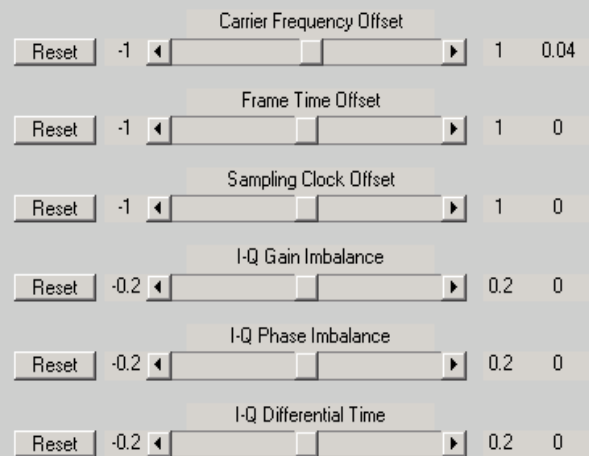 Carrier Frequency Offset
Reset -1 1 0.04
Frame Time Offset
Reset -1 1 0
Sampling Clock Offset
Reset -1 1 0
I-Q Gain Imbalance
Reset -0.2 0.2 0
I-Q Phase Imbalance
Reset -0.2 0.2 0
I-Q Differential Time
Reset -0.2 0.2 0